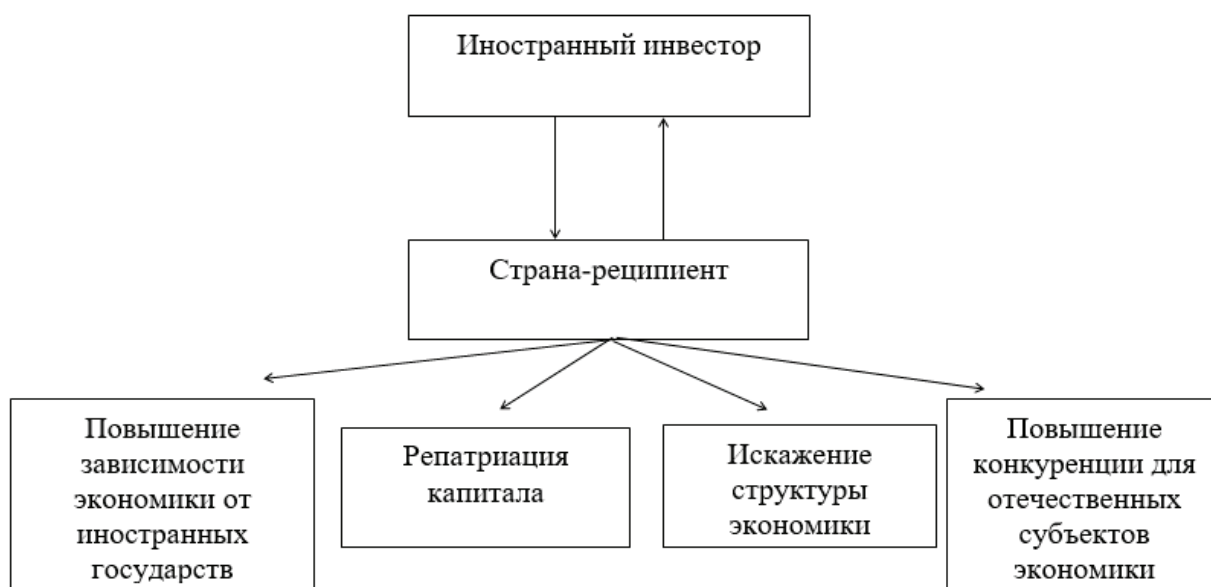 Иностранный инвестор
Страна-реципиент
Повышение
зависимости
экономики от
иностранных
государств
Репатриация
капитала
Искажение
структуры
экономики
Повышение
конкуренции для
отечественных
субъектов
экономики